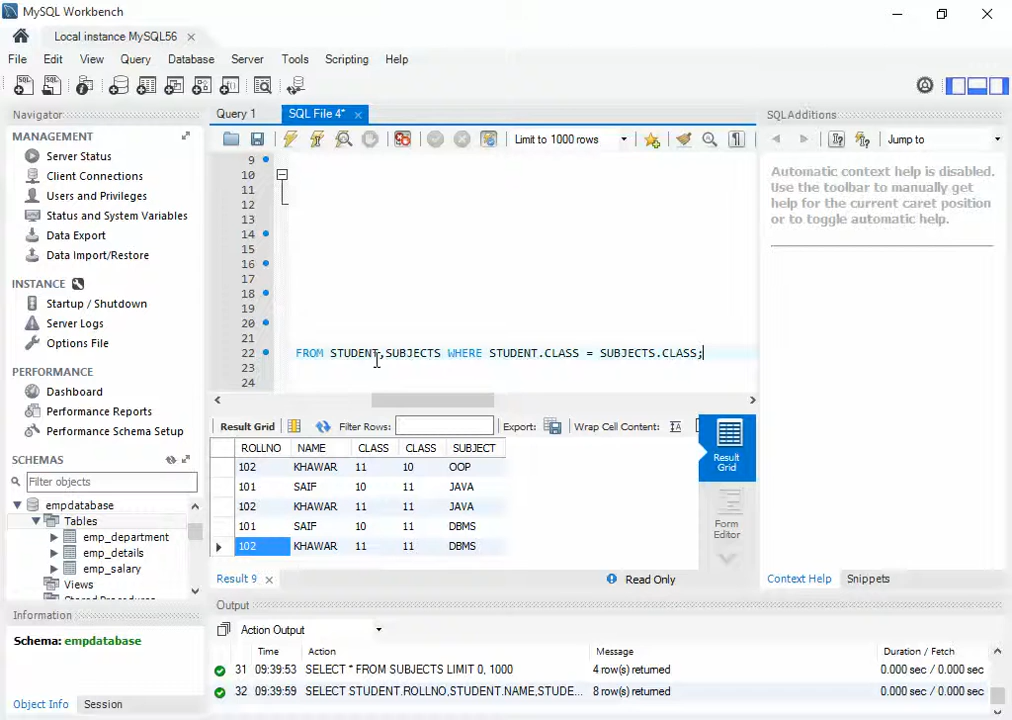 MySQL Workbench
Local instance MySQL56
File Edit View Query Database Server Tools Scripting Help
Navigator
MANAGEMENT
Server Status
Client Connections
Users and Privileges
Status and System Variables
Data Export
Data Import/Restore
INSTANCE
Startup / Shutdown
Server Logs
Options File
PERFORMANCE
Dashboard
Performance Reports
Performance Schema Setup
SCHEMAS
Filter objects
empdatabase
Tables
emp_department
emp_details
emp_salary
Views
Stored Procedures
Information
Schema: empdatabase
Object Info Session
Query 1 SQL File 4*
Limit to 1000 rows
9
10
11
12
13
14
15
16
17
18
19
20
21
22 FROM STUDENT,SUBJECTS WHERE STUDENT.CLASS = SUBJECTS.CLASS;
23
24
Result Grid Filter Rows: Export: Wrap Cell Content:
ROLLNO NAME CLASS CLASS SUBJECT
102 KHAWAR 11 10 OOP
101 SAIF 10 11 JAVA
102 KHAWAR 11 11 JAVA
101 SAIF 10 11 DBMS
102 KHAWAR 11 11 DBMS
Result Grid
Form Editor
Result 9 Read Only
SQLAdditions
Jump to
Automatic context help is disabled.
Use the toolbar to manually get
help for the current caret position
or to toggle automatic help.
Context Help Snippets
Output
Action Output
Time Action Message Duration / Fetch
31 09:39:53 SELECT * FROM SUBJECTS LIMIT 0, 1000 4 row(s) returned 0.000 sec / 0.000 sec
32 09:39:59 SELECT STUDENT.ROLLNO,STUDENT.NAME,STUDE... 8 row(s) returned 0.000 sec / 0.000 sec